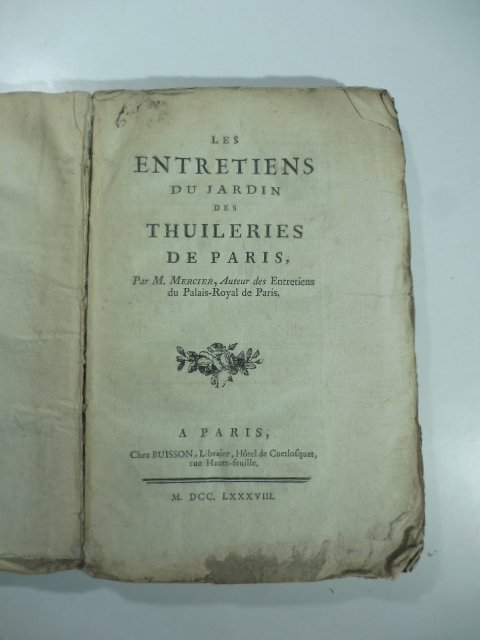 LES
ENTRETIENS
DU JARDIN
DES
THUILERIES
DE PARIS,
Par M. MERCIER, Auteur des Entretiens
du Palais-Royal de Paris.
A PARIS,
Chez BUISSON, Libraire, Hôtel de Coetlosquet,
rue Haute-feuille.
M. DCC. LXXXVIII.